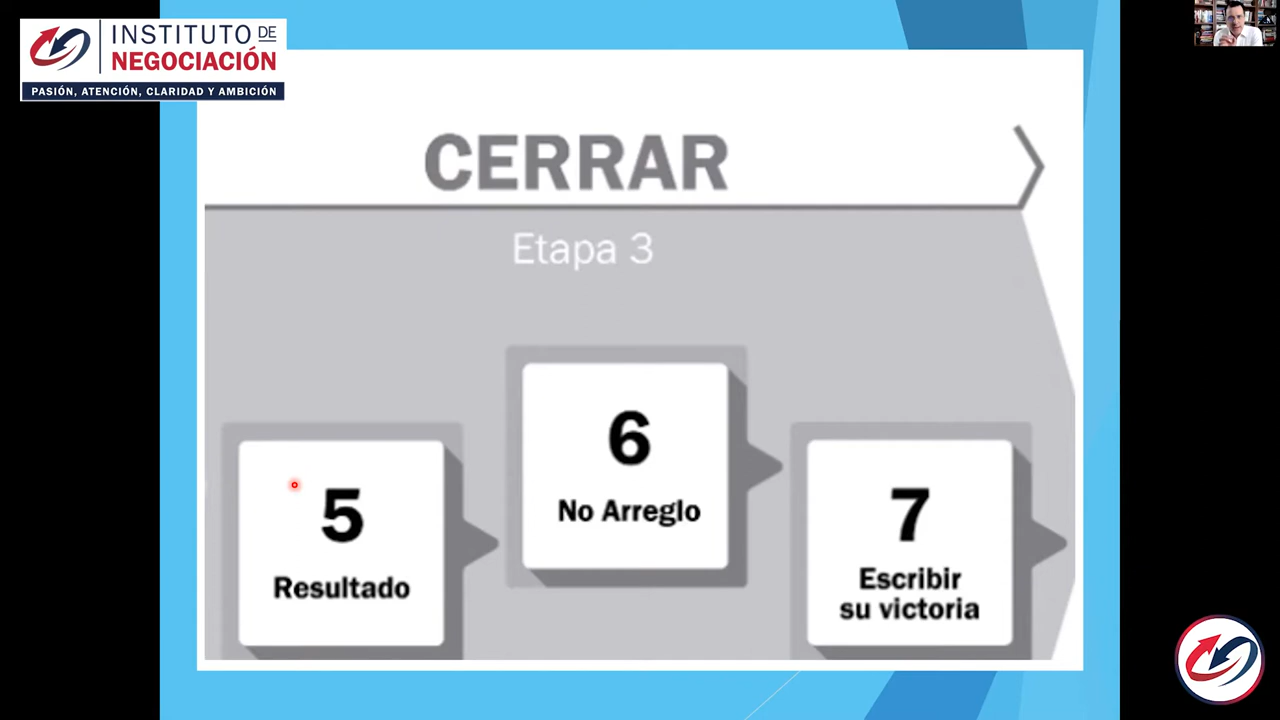 INSTITUTO DE
NEGOCIACIÓN
PASIÓN, ATENCIÓN, CLARIDAD Y AMBICIÓN
CERRAR
Etapa 3
5
Resultado
6
No Arreglo
7
Escribir
su victoria